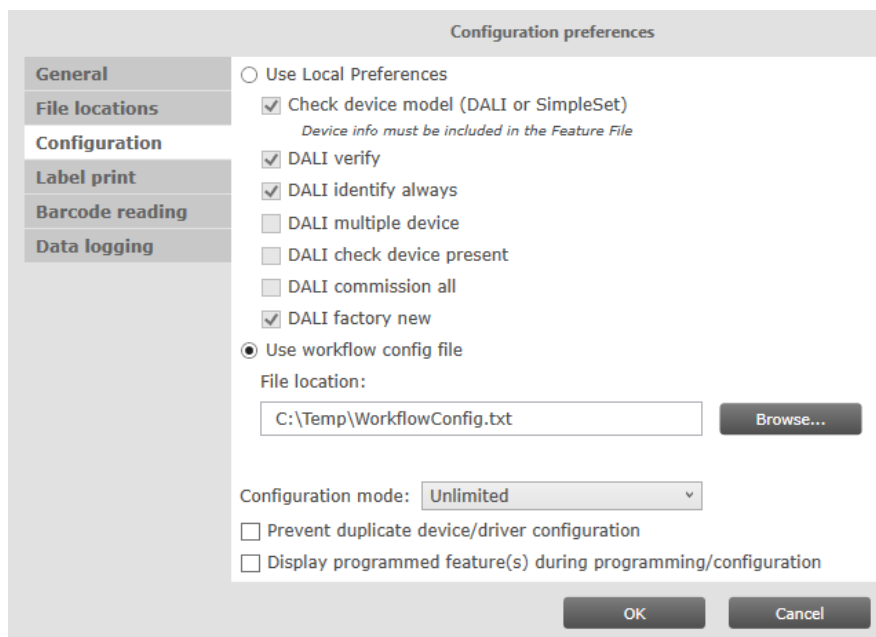 Configuration preferences
General
File locations
Configuration
Label print
Barcode reading
Data logging
Use Local Preferences
Check device model (DALI or SimpleSet)
Device info must be included in the Feature File
DALI verify
DALI identify always
DALI multiple device
DALI check device present
DALI commission all
DALI factory new
Use workflow config file
File location:
C:\Temp\WorkflowConfig.txt
Browse...
Configuration mode: Unlimited
Prevent duplicate device/driver configuration
Display programmed feature(s) during programming/configuration
OK Cancel